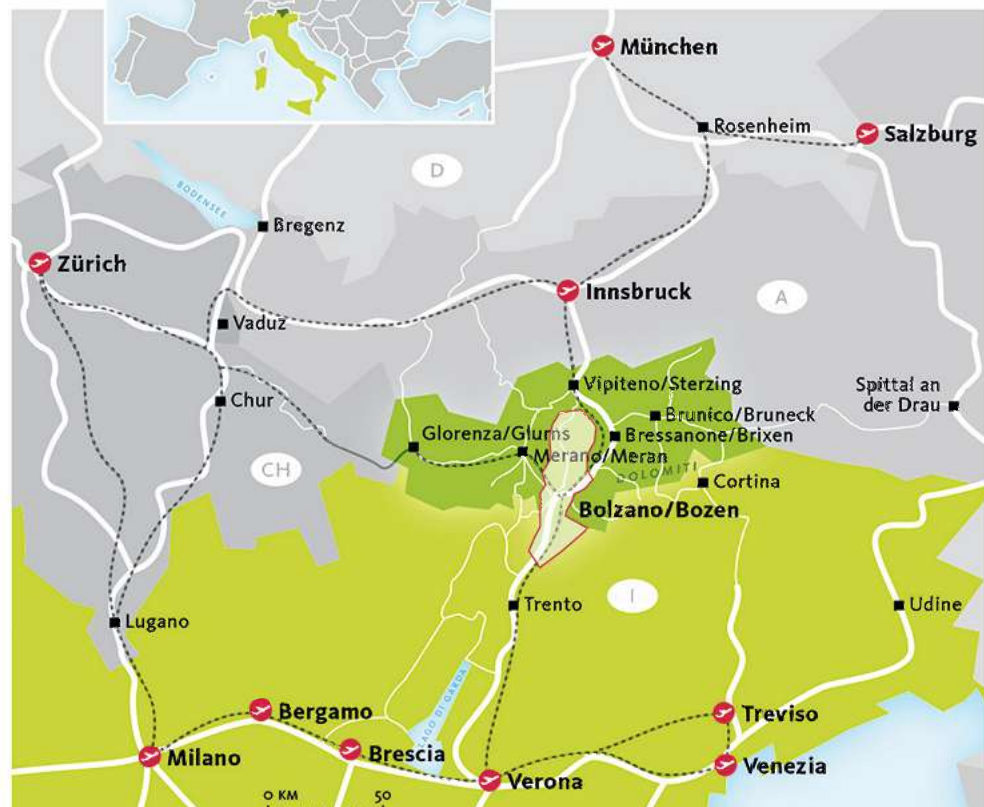 München
Rosenheim
Salzburg
D
BODENSEE
Bregenz
Zürich
Innsbruck
A
Vaduz
Vipiteno/Sterzing
Spittal an
der Drau
Chur
Brunico/Bruneck
Glorenza/Glurns
Bressanone/Brixen
Merano/Meran
CH
DOLOMITI
Cortina
Bolzano/Bozen
I
Trento
Udine
Lugano
LAGO DI GARDA
Bergamo
Treviso
Milano
Brescia
Verona
Venezia
0 KM 50